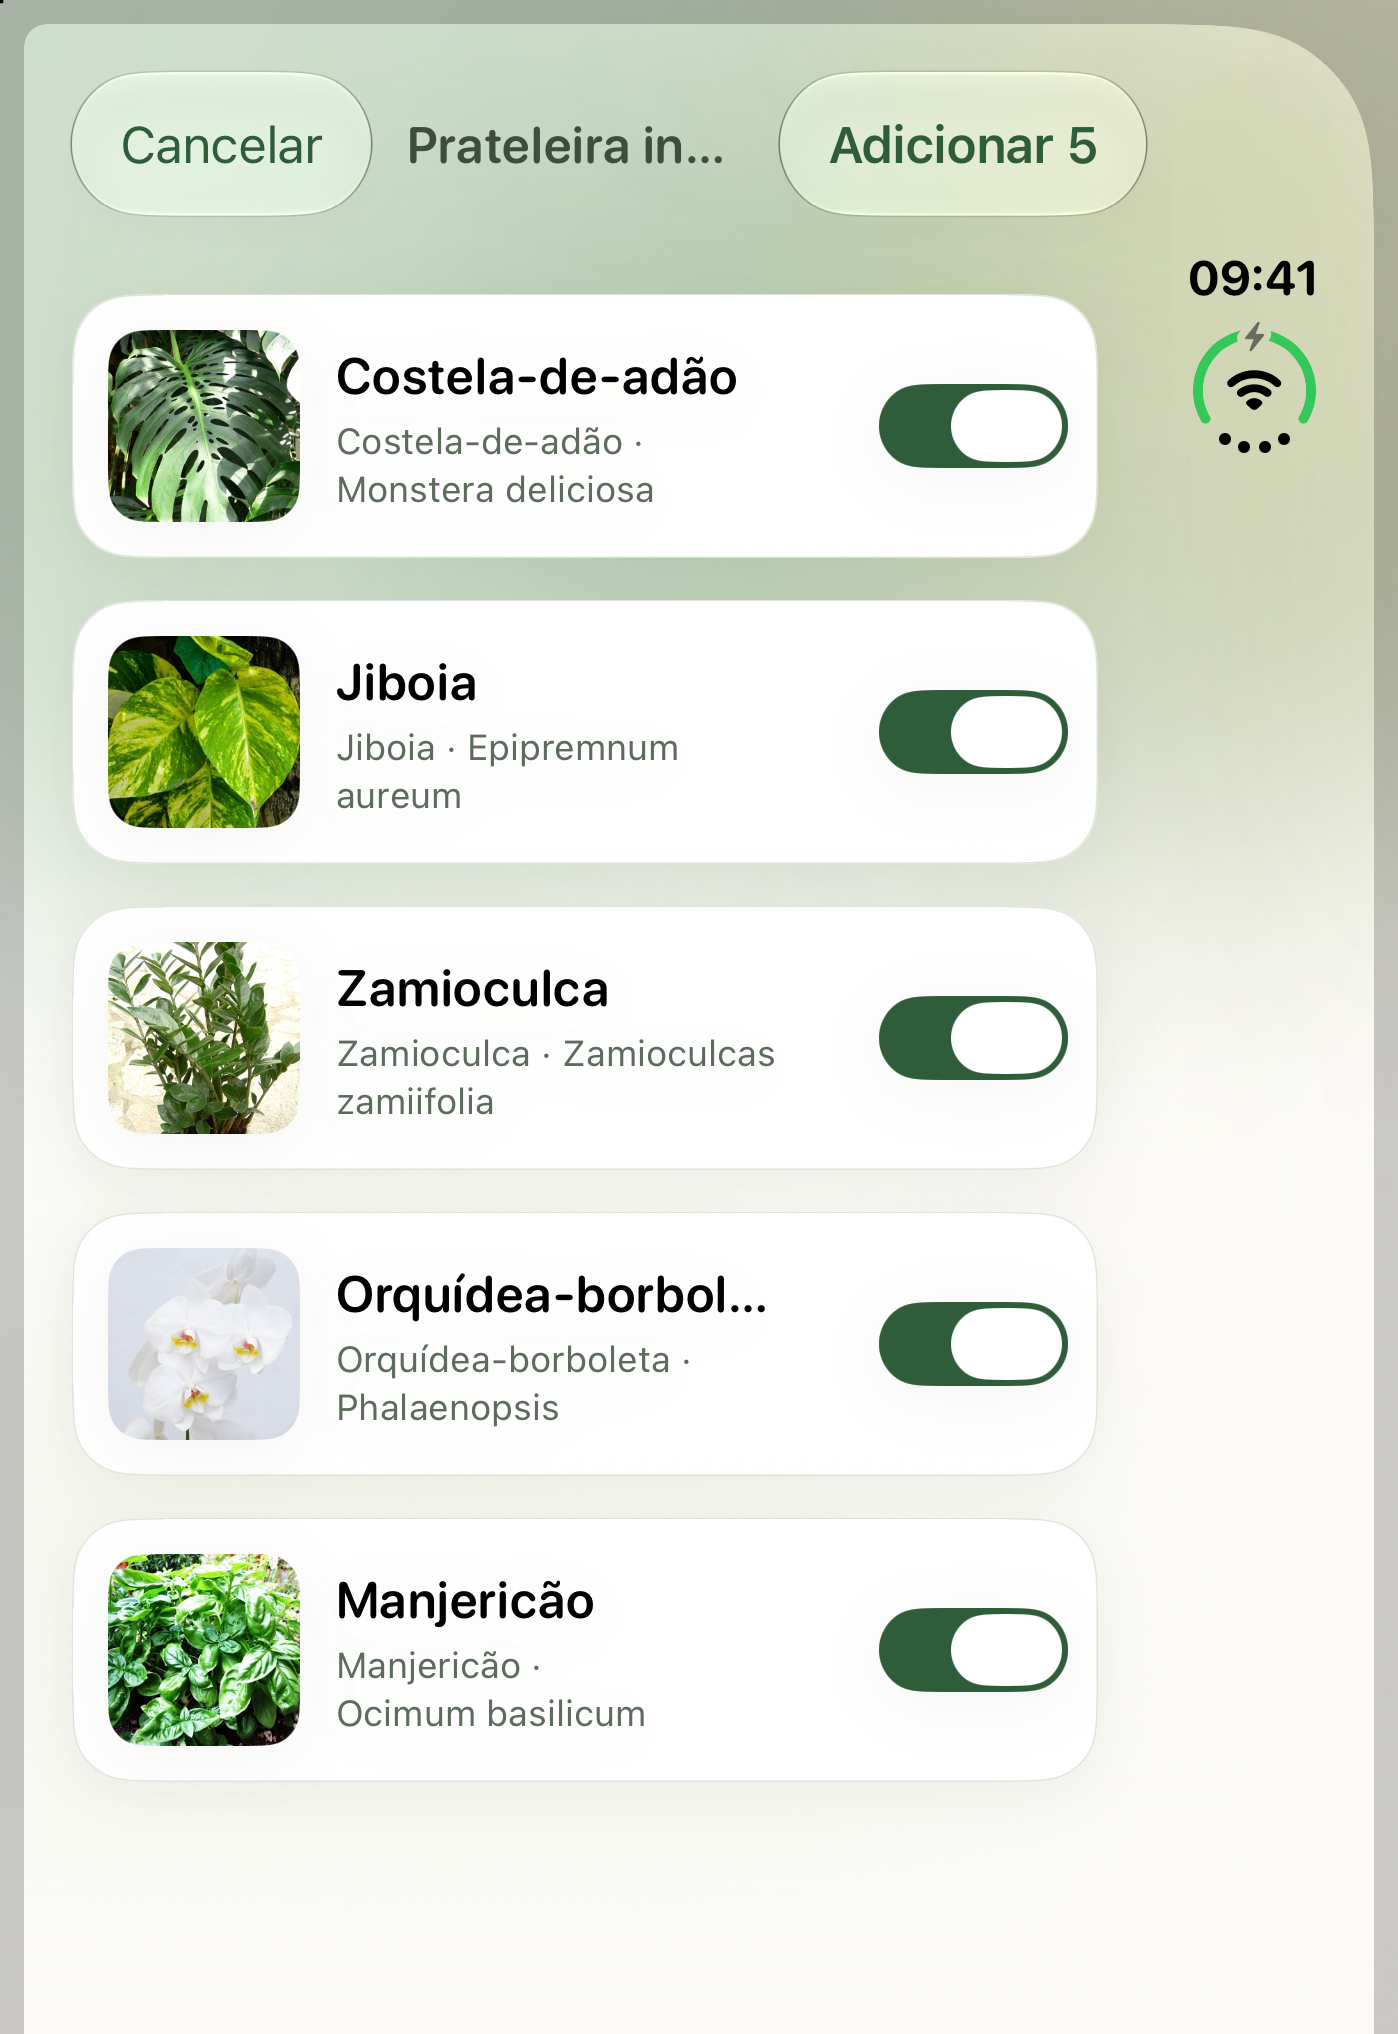 Cancelar
Prateleira in...
Adicionar 5
09:41
Costela-de-adão
Costela-de-adão ·
Monstera deliciosa
Jiboia
Jiboia · Epipremnum
aureum
Zamioculca
Zamioculca · Zamioculcas
zamiifolia
Orquídea-borbol...
Orquídea-borboleta ·
Phalaenopsis
Manjericão
Manjericão ·
Ocimum basilicum